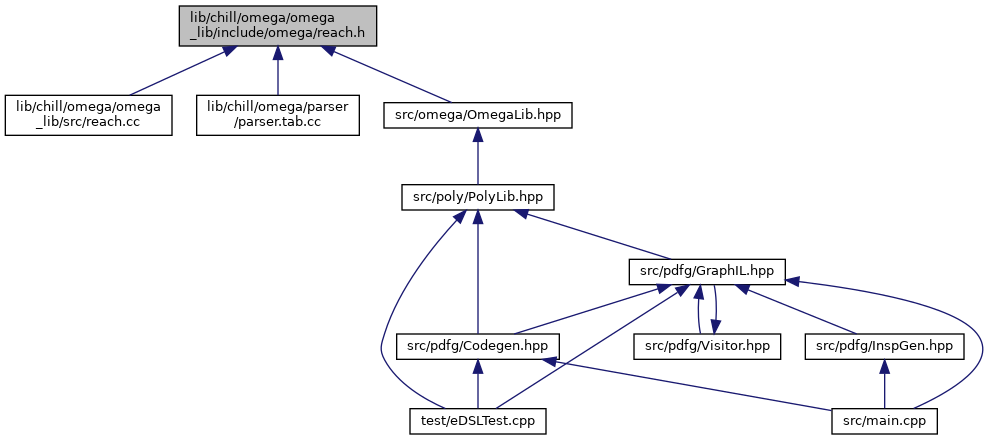 lib/chill/omega/omega
_lib/include/omega/reach.h
lib/chill/omega/omega
_lib/src/reach.cc
lib/chill/omega/parser
/parser.tab.cc
src/omega/OmegaLib.hpp
src/poly/PolyLib.hpp
src/pdfg/GraphIL.hpp
src/pdfg/Codegen.hpp
src/pdfg/Visitor.hpp
src/pdfg/InspGen.hpp
test/eDSLTest.cpp
src/main.cpp